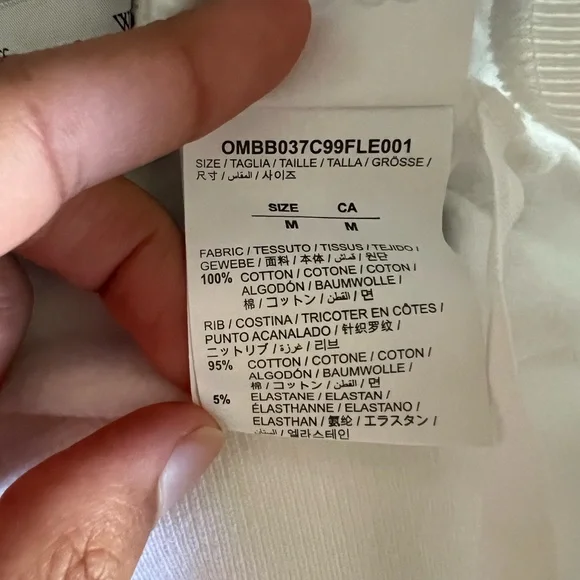 OMBB037C99FLE001
SIZE / TAGLIA / TAILLE / TALLA / GRÖSSE /
尺寸 / المقاس / 사이즈
SIZE CA
M M
FABRIC / TESSUTO / TISSUS / TEJIDO /
GEWEBE / 面料 / 本体 / قماش / 원단
100% COTTON / COTONE / COTON /
ALGODÓN / BAUMWOLLE /
棉 / コットン / القطن / 면
RIB / COSTINA / TRICOTER EN CÔTES /
PUNTO ACANALADO / 针织罗纹 /
ニットリブ / غرزة / 리브
95% COTTON / COTONE / COTON /
ALGODÓN / BAUMWOLLE /
棉 / コットン / القطن / 면
5% ELASTANE / ELASTAN /
ÉLASTHANNE / ELASTANO /
ELASTHAN / 氨纶 / エラスタン /
/ 엘라스테인